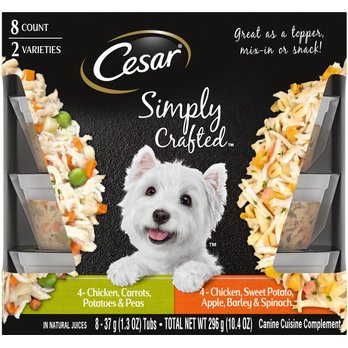 8 COUNT
2 VARIETIES
Cesar
Great as a topper,
mix-in or snack!
Simply
Crafted™
™
4- Chicken, Carrots,
Potatoes & Peas
4- Chicken, Sweet Potato,
Apple, Barley & Spinach
IN NATURAL JUICES 8 - 37 g (1.3 OZ) Tubs • TOTAL NET WT 296 g (10.4 OZ) Canine Cuisine Complement